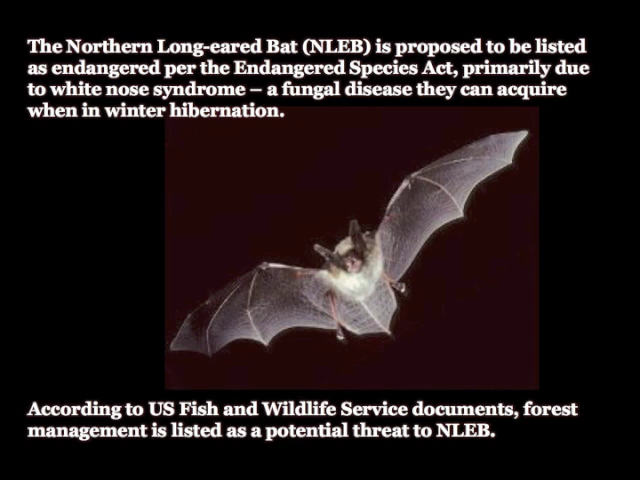 The Northern Long-eared Bat (NLEB) is proposed to be listed
as endangered per the Endangered Species Act, primarily due
to white nose syndrome – a fungal disease they can acquire
when in winter hibernation.
According to US Fish and Wildlife Service documents, forest
management is listed as a potential threat to NLEB.